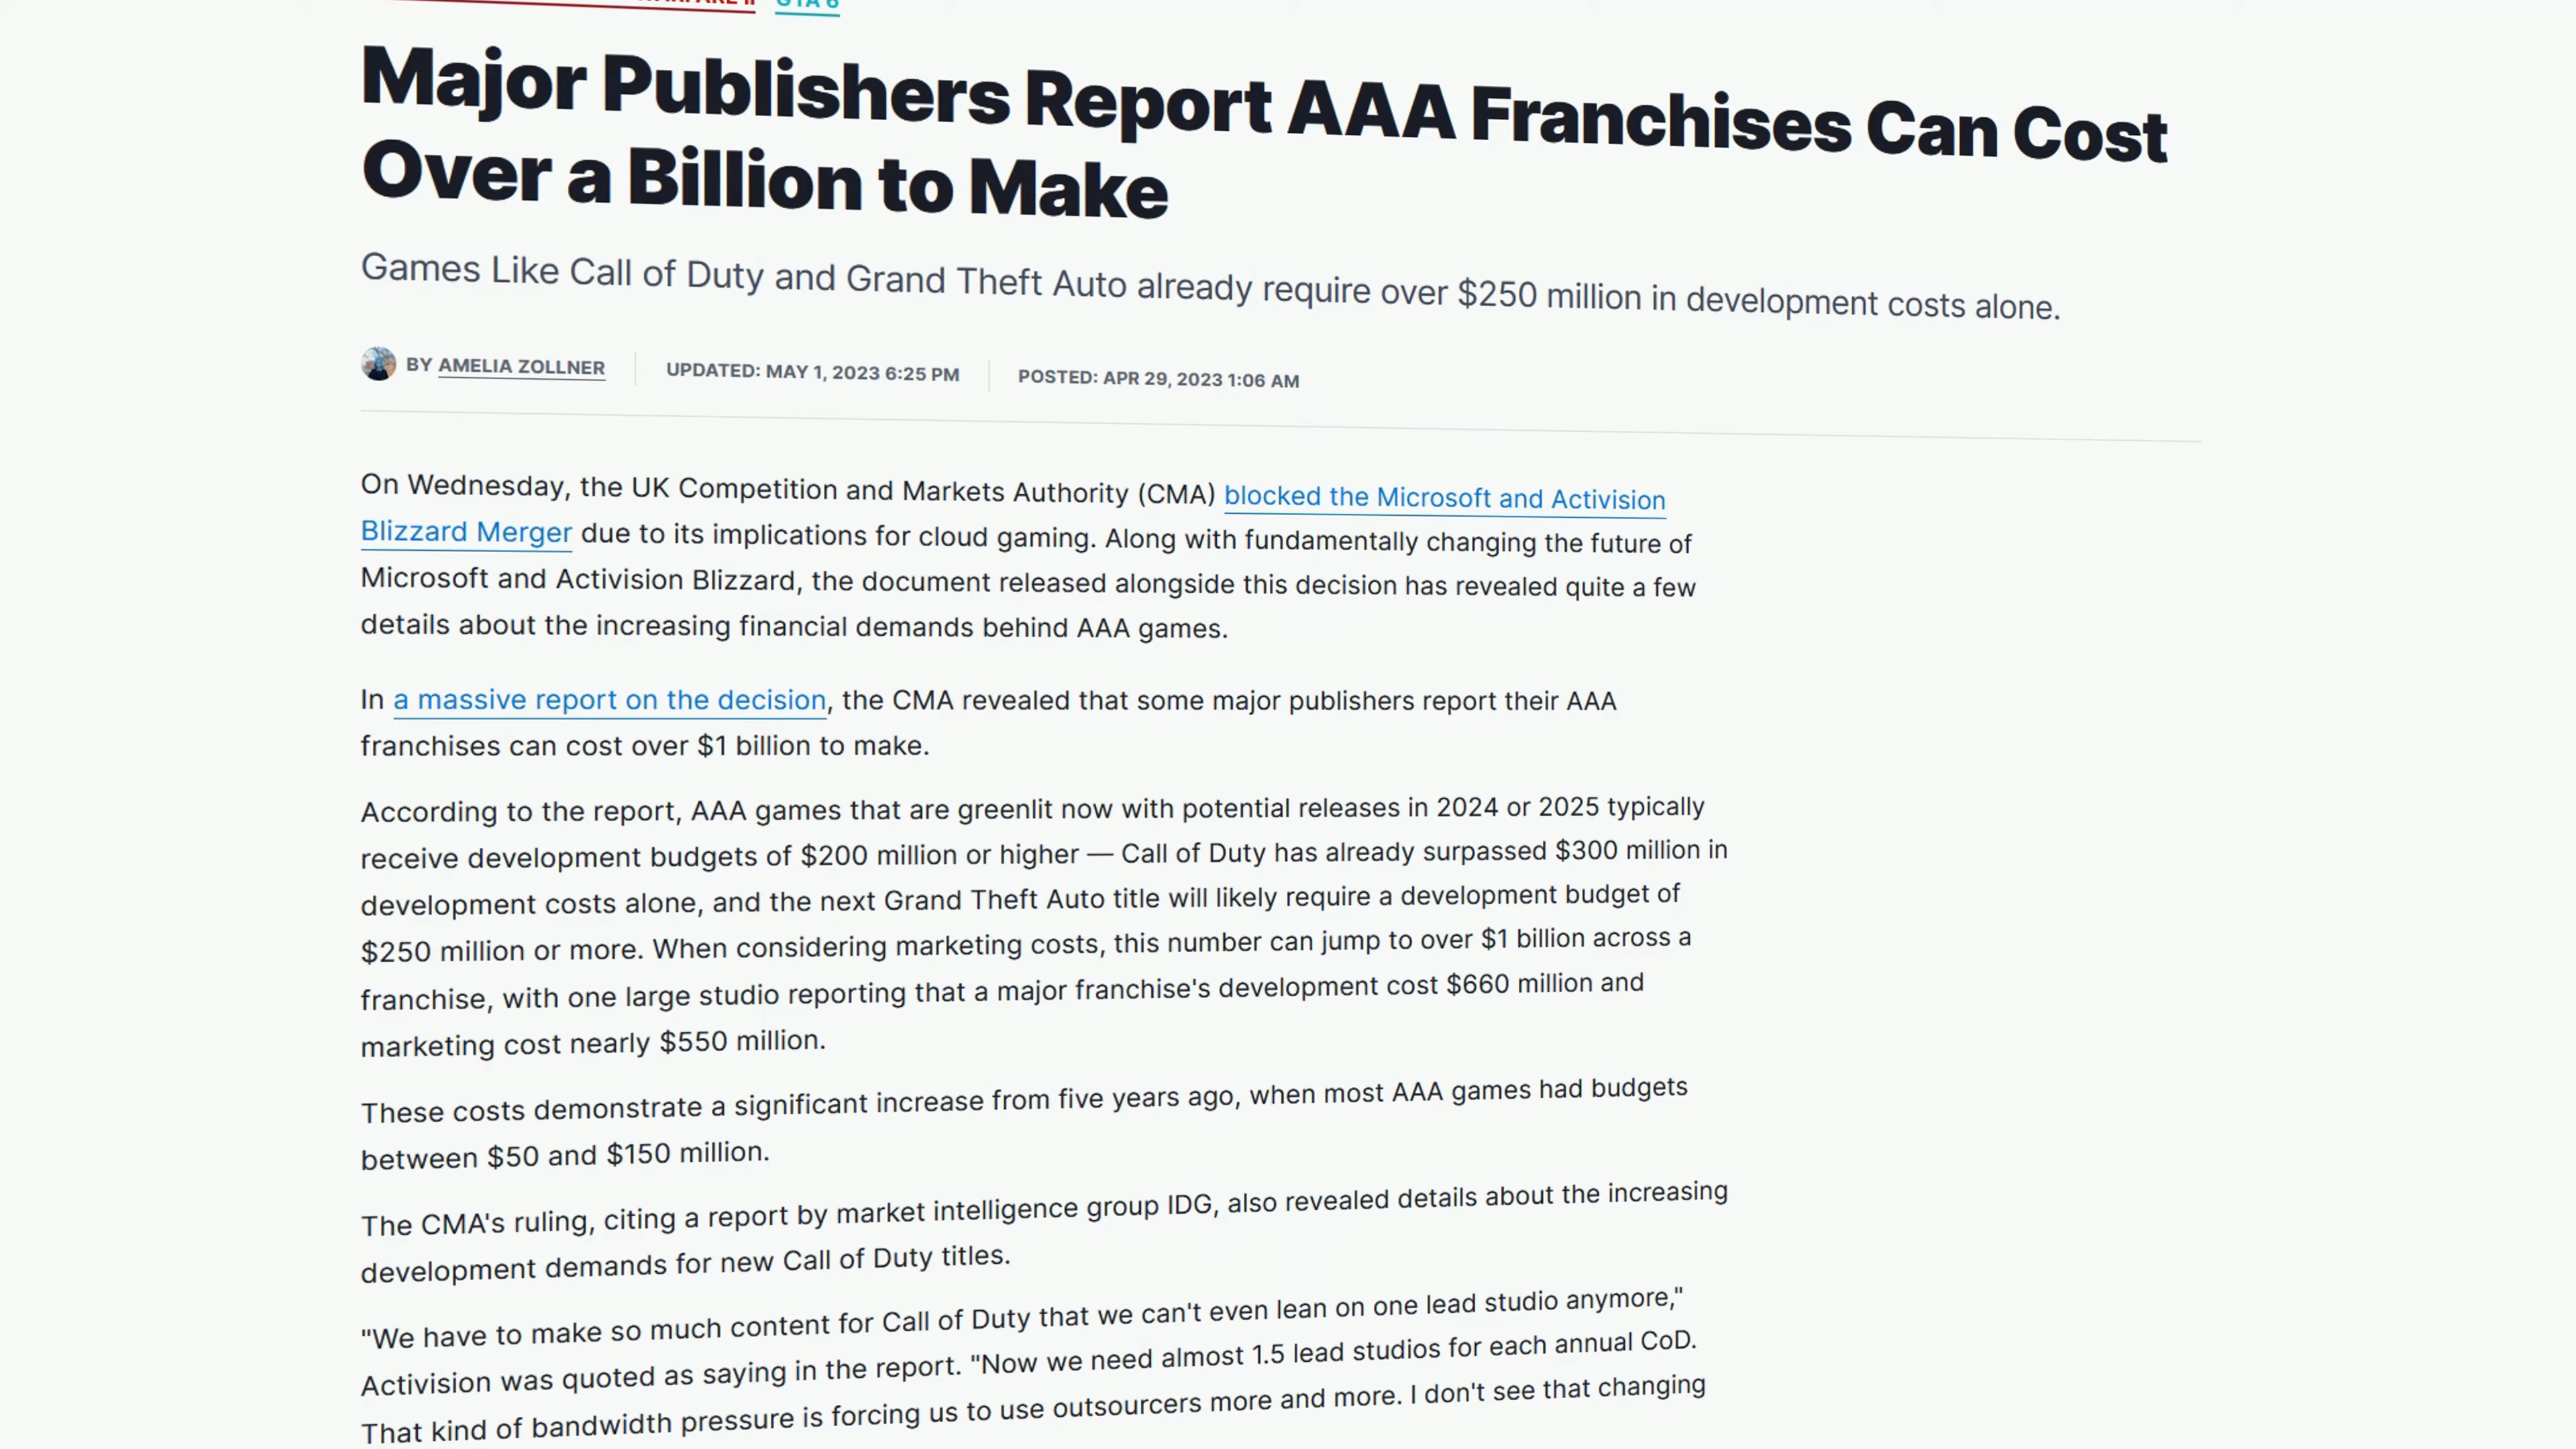 GTA 6
Major Publishers Report AAA Franchises Can Cost
Over a Billion to Make
Games Like Call of Duty and Grand Theft Auto already require over $250 million in development costs alone.
BY AMELIA ZOLLNER UPDATED: MAY 1, 2023 6:25 PM POSTED: APR 29, 2023 1:06 AM
On Wednesday, the UK Competition and Markets Authority (CMA) blocked the Microsoft and Activision
Blizzard Merger due to its implications for cloud gaming. Along with fundamentally changing the future of
Microsoft and Activision Blizzard, the document released alongside this decision has revealed quite a few
details about the increasing financial demands behind AAA games.
In a massive report on the decision, the CMA revealed that some major publishers report their AAA
franchises can cost over $1 billion to make.
According to the report, AAA games that are greenlit now with potential releases in 2024 or 2025 typically
receive development budgets of $200 million or higher — Call of Duty has already surpassed $300 million in
development costs alone, and the next Grand Theft Auto title will likely require a development budget of
$250 million or more. When considering marketing costs, this number can jump to over $1 billion across a
franchise, with one large studio reporting that a major franchise's development cost $660 million and
marketing cost nearly $550 million.
These costs demonstrate a significant increase from five years ago, when most AAA games had budgets
between $50 and $150 million.
The CMA's ruling, citing a report by market intelligence group IDG, also revealed details about the increasing
development demands for new Call of Duty titles.
"We have to make so much content for Call of Duty that we can't even lean on one lead studio anymore,"
Activision was quoted as saying in the report. "Now we need almost 1.5 lead studios for each annual CoD.
That kind of bandwidth pressure is forcing us to use outsourcers more and more. I don't see that changing